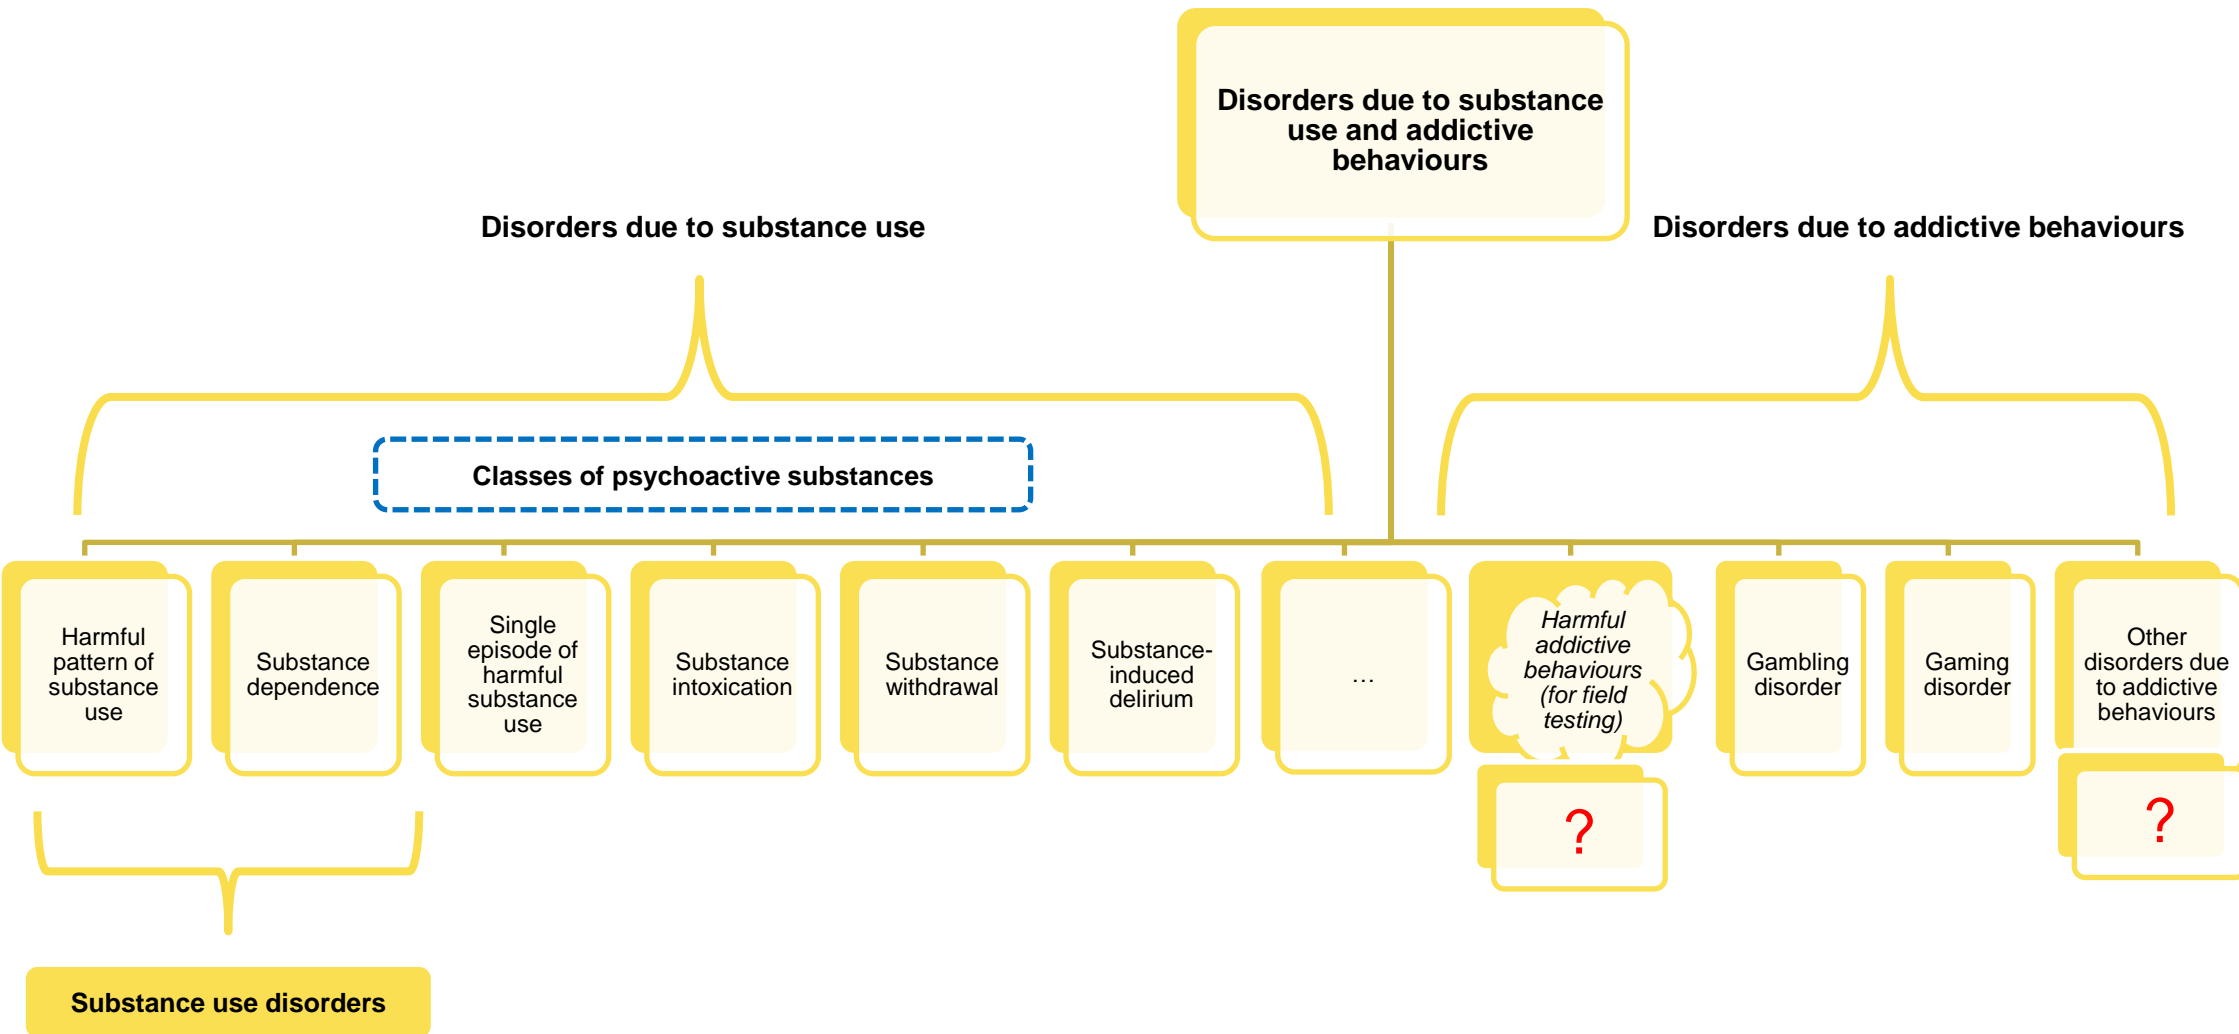 Disorders due to substance
use and addictive
behaviours
Disorders due to substance use
Disorders due to addictive behaviours
Classes of psychoactive substances
Harmful
pattern of
substance
use
Substance
dependence
Single
episode of
harmful
substance
use
Substance
intoxication
Substance
withdrawal
Substance-
induced
delirium
…
Harmful
addictive
behaviours
(for field
testing)
Gambling
disorder
Gaming
disorder
Other
disorders due
to addictive
behaviours
?
?
Substance use disorders